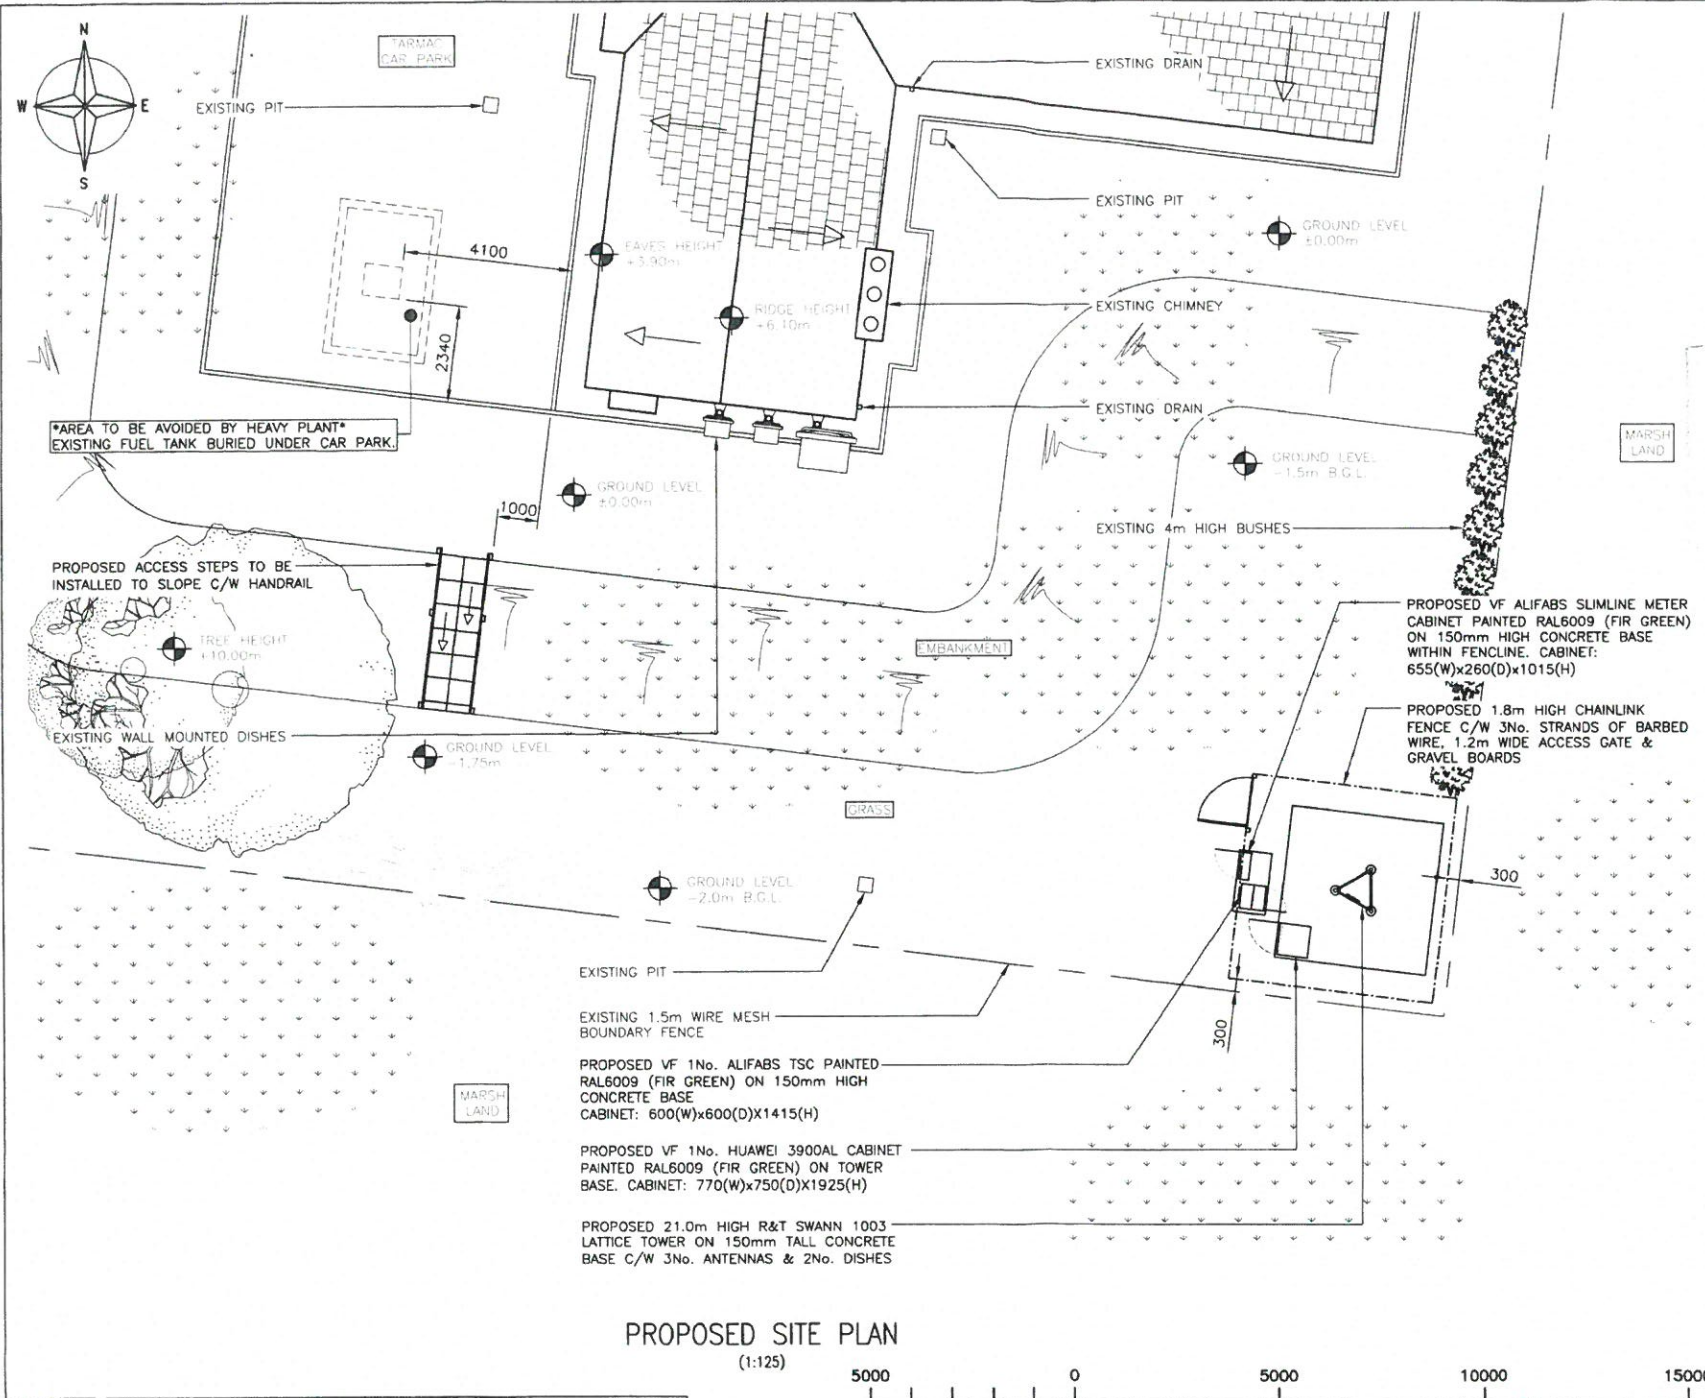 N
W
E
S
TARMAC
CAR PARK
EXISTING PIT
EXISTING DRAIN
EXISTING PIT
GROUND LEVEL
±0.00m
4100
EAVES HEIGHT
+3.90m
RIDGE HEIGHT
+6.10m
EXISTING CHIMNEY
2340
EXISTING DRAIN
*AREA TO BE AVOIDED BY HEAVY PLANT*
EXISTING FUEL TANK BURIED UNDER CAR PARK.
MARSH
LAND
GROUND LEVEL
-1.5m B.G.L.
GROUND LEVEL
±0.00m
1000
EXISTING 4m HIGH BUSHES
PROPOSED ACCESS STEPS TO BE
INSTALLED TO SLOPE C/W HANDRAIL
TREE HEIGHT
+10.00m
EMBANKMENT
PROPOSED VF ALIFABS SLIMLINE METER
CABINET PAINTED RAL6009 (FIR GREEN)
ON 150mm HIGH CONCRETE BASE
WITHIN FENCLINE. CABINET:
655(W)x260(D)x1015(H)
PROPOSED 1.8m HIGH CHAINLINK
FENCE C/W 3No. STRANDS OF BARBED
WIRE, 1.2m WIDE ACCESS GATE &
GRAVEL BOARDS
EXISTING WALL MOUNTED DISHES
GROUND LEVEL
-1.75m
GRASS
GROUND LEVEL
-2.0m B.G.L.
300
300
EXISTING PIT
EXISTING 1.5m WIRE MESH
BOUNDARY FENCE
PROPOSED VF 1No. ALIFABS TSC PAINTED
RAL6009 (FIR GREEN) ON 150mm HIGH
CONCRETE BASE
CABINET: 600(W)x600(D)X1415(H)
MARSH
LAND
PROPOSED VF 1No. HUAWEI 3900AL CABINET
PAINTED RAL6009 (FIR GREEN) ON TOWER
BASE. CABINET: 770(W)x750(D)X1925(H)
PROPOSED 21.0m HIGH R&T SWANN 1003
LATTICE TOWER ON 150mm TALL CONCRETE
BASE C/W 3No. ANTENNAS & 2No. DISHES
PROPOSED SITE PLAN
(1:125)
5000 0 5000 10000